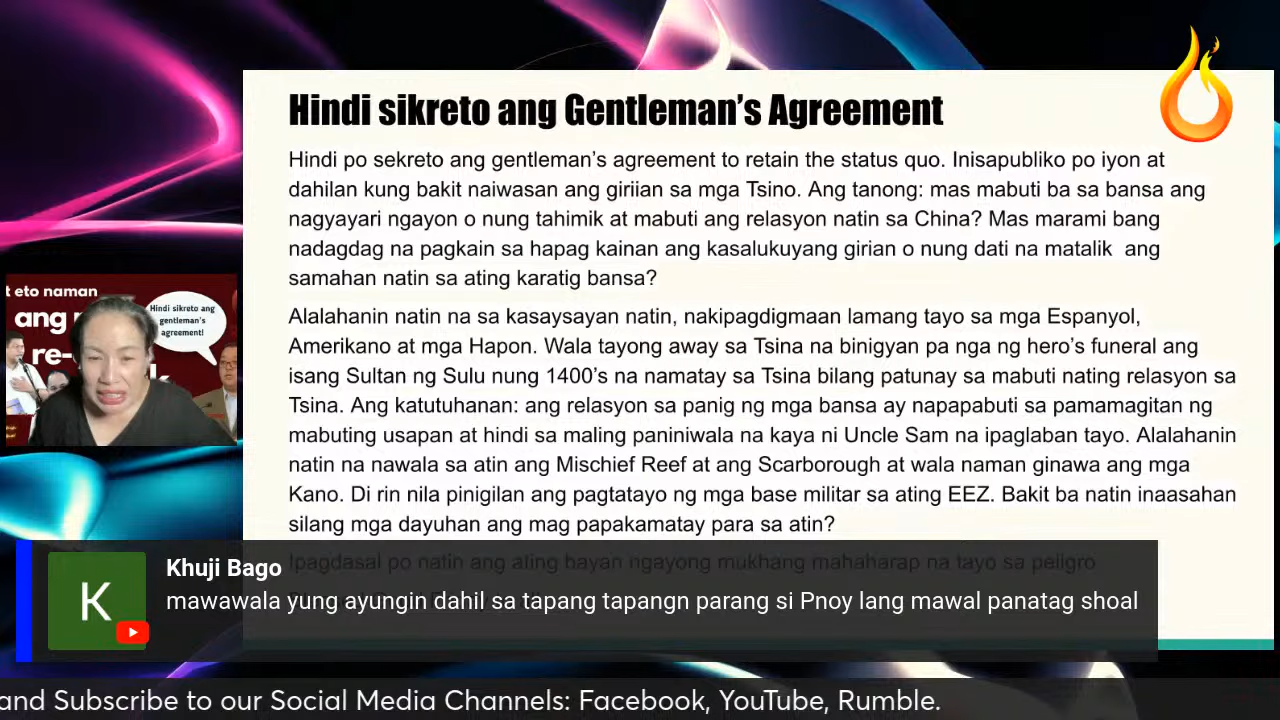 Hindi sikreto ang Gentleman's Agreement
Hindi po sekreto ang gentleman's agreement to retain the status quo. Inisapubliko po iyon at
dahilan kung bakit naiwasan ang giriian sa mga Tsino. Ang tanong: mas mabuti ba sa bansa ang
nagyayari ngayon o nung tahimik at mabuti ang relasyon natin sa China? Mas marami bang
nadagdag na pagkain sa hapag kainan ang kasalukuyang girian o nung dati na matalik ang
samahan natin sa ating karatig bansa?
Alalahanin natin na sa kasaysayan natin, nakipagdigmaan lamang tayo sa mga Espanyol,
Amerikano at mga Hapon. Wala tayong away sa Tsina na binigyan pa nga ng hero's funeral ang
isang Sultan ng Sulu nung 1400's na namatay sa Tsina bilang patunay sa mabuti nating relasyon sa
Tsina. Ang katutuhanan: ang relasyon sa panig ng mga bansa ay napapabuti sa pamamagitan ng
mabuting usapan at hindi sa maling paniniwala na kaya ni Uncle Sam na ipaglaban tayo. Alalahanin
natin na nawala sa atin ang Mischief Reef at ang Scarborough at wala naman ginawa ang mga
Kano. Di rin nila pinigilan ang pagtatayo ng mga base militar sa ating EEZ. Bakit ba natin inaasahan
silang mga dayuhan ang mag papakamatay para sa atin?
Ipagdasal po natin ang ating bayan ngayong mukhang mahaharap na tayo sa peligro
t eto naman
ang
re-
k
Hindi sikreto ang
gentleman's
agreement!
K
Khuji Bago
mawawala yung ayungin dahil sa tapang tapangn parang si Pnoy lang mawal panatag shoal
and Subscribe to our Social Media Channels: Facebook, YouTube, Rumble.